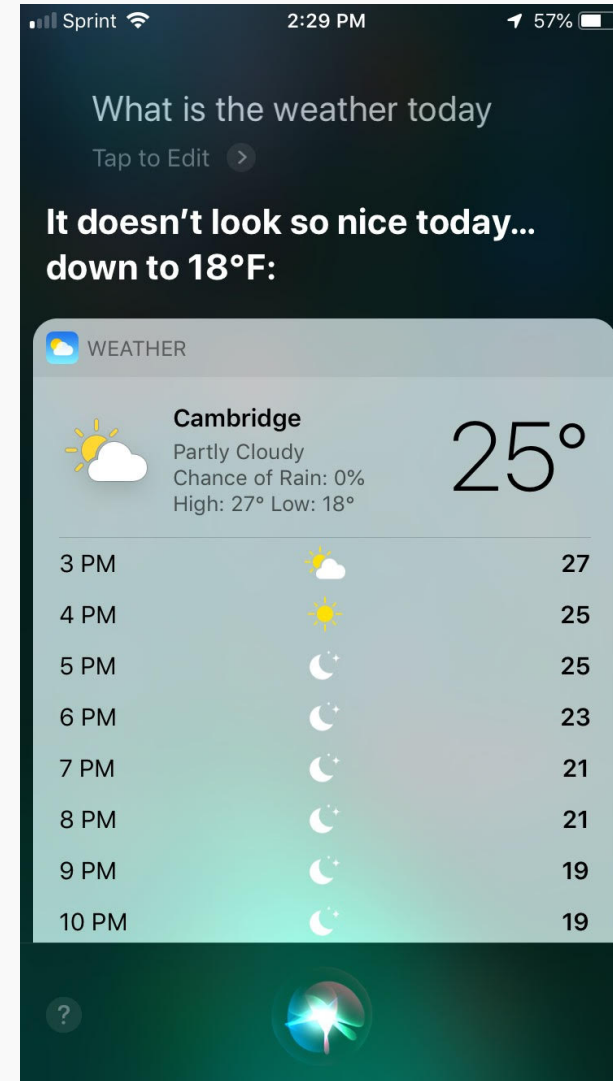 Sprint 2:29 PM 57%
What is the weather today
Tap to Edit >
It doesn't look so nice today...
down to 18°F:
WEATHER
Cambridge
Partly Cloudy
Chance of Rain: 0%
High: 27° Low: 18°
25°
3 PM 27
4 PM 25
5 PM 25
6 PM 23
7 PM 21
8 PM 21
9 PM 19
10 PM 19
?